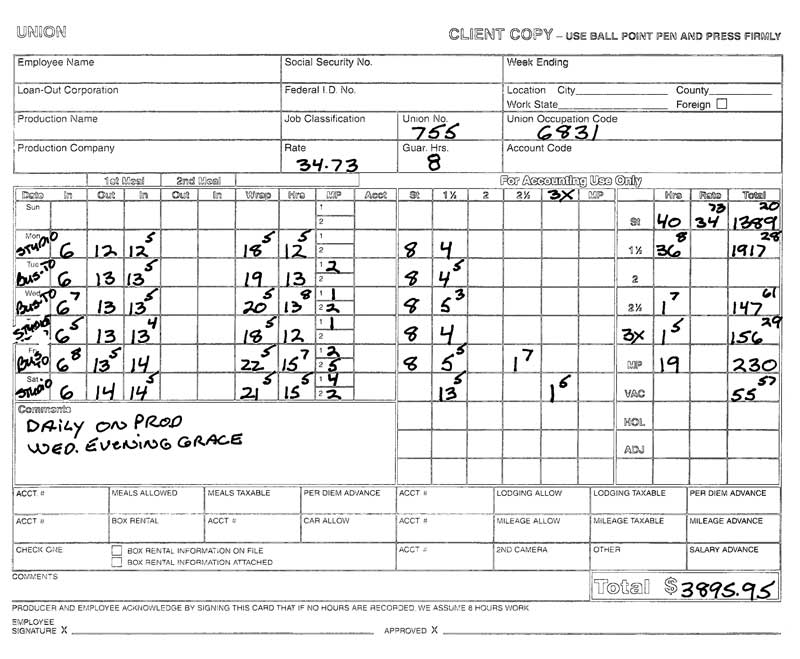 UNION CLIENT COPY – USE BALL POINT PEN AND PRESS FIRMLY
Employee Name Social Security No. Week Ending
Loan-Out Corporation Federal I.D. No. Location City County
Work State Foreign
Production Name Job Classification Union No. Union Occupation Code
755 6831
Production Company Rate Guar. Hrs. Account Code
34.73 8
1st Meal 2nd Meal For Accounting Use Only
Date In Out In Out In Wrap Hrs MP Acct St 1½ 2 2½ 3X MP Hrs Rate Total
Sun 1 2 St 40 34 73 1389 20
Mon STUDIO 6 12 12 5 18 5 12 5 1 2 8 4 1½ 36 8 1917 28
Tue BUS-TO 6 13 13 5 19 13 1 2 2 8 4 5 2
Wed BUS-TO 6 7 13 13 5 20 5 13 8 1 1 2 2 8 5 3 2½ 1 7 147 61
STUDIO 6 5 13 13 4 18 5 12 1 1 2 8 4 3X 1 5 156 29
Fri BUSTO 6 8 13 5 14 22 5 15 7 1 2 2 5 8 5 5 1 7 MP 19 230
Sat STUDIO 6 14 14 5 21 5 15 5 1 4 2 2 13 5 1 6 VAC 55 57
Comments HOL
DAILY ON PROD
WED. EVENING GRACE ADJ
ACCT # MEALS ALLOWED MEALS TAXABLE PER DIEM ADVANCE ACCT # LODGING ALLOW LODGING TAXABLE PER DIEM ADVANCE
ACCT # BOX RENTAL ACCT # CAR ALLOW ACCT # MILEAGE ALLOW MILEAGE TAXABLE MILEAGE ADVANCE
CHECK ONE BOX RENTAL INFORMATION ON FILE ACCT # 2ND CAMERA OTHER SALARY ADVANCE
BOX RENTAL INFORMATION ATTACHED
COMMENTS
Total $3895.95
PRODUCER AND EMPLOYEE ACKNOWLEDGE BY SIGNING THIS CARD THAT IF NO HOURS ARE RECORDED, WE ASSUME 8 HOURS WORK
EMPLOYEE
SIGNATURE X APPROVED X